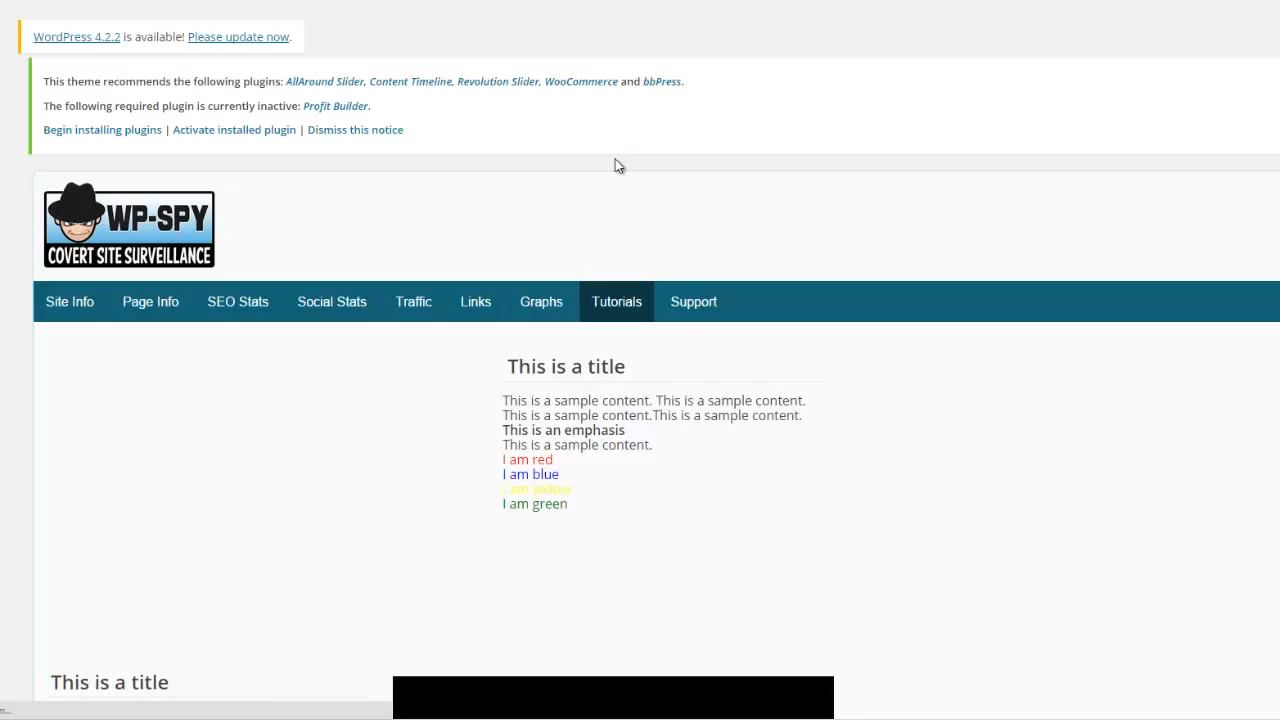 WordPress 4.2.2 is available! Please update now.
This theme recommends the following plugins: AllAround Slider, Content Timeline, Revolution Slider, WooCommerce and bbPress.
The following required plugin is currently inactive: Profit Builder.
Begin installing plugins | Activate installed plugin | Dismiss this notice
WP-SPY
COVERT SITE SURVEILLANCE
Site Info Page Info SEO Stats Social Stats Traffic Links Graphs Tutorials Support
This is a title
This is a sample content. This is a sample content.
This is a sample content.This is a sample content.
This is an emphasis
This is a sample content.
I am red
I am blue
I am yellow
I am green
This is a title